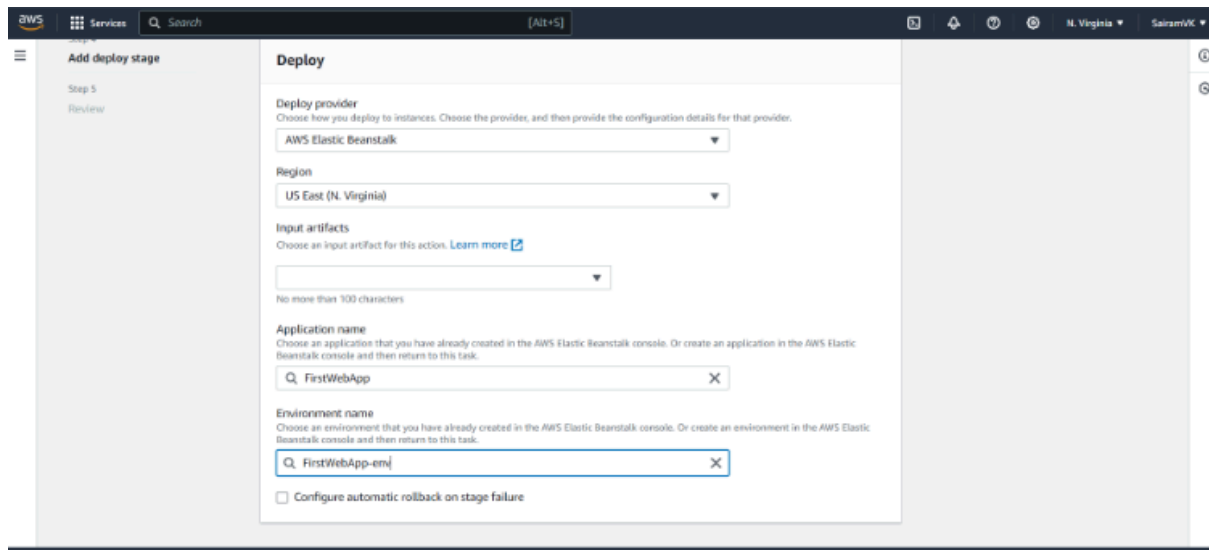 aws Services Search [Alt+S] N. Virginia SairamVK
Step 4
Add deploy stage
Step 5
Review
Deploy
Deploy provider
Choose how you deploy to instances. Choose the provider, and then provide the configuration details for that provider.
AWS Elastic Beanstalk
Region
US East (N. Virginia)
Input artifacts
Choose an input artifact for this action. Learn more
No more than 100 characters
Application name
Choose an application that you have already created in the AWS Elastic Beanstalk console. Or create an application in the AWS Elastic
Beanstalk console and then return to this task.
FirstWebApp
Environment name
Choose an environment that you have already created in the AWS Elastic Beanstalk console. Or create an environment in the AWS Elastic
Beanstalk console and then return to this task.
FirstWebApp-env
Configure automatic rollback on stage failure